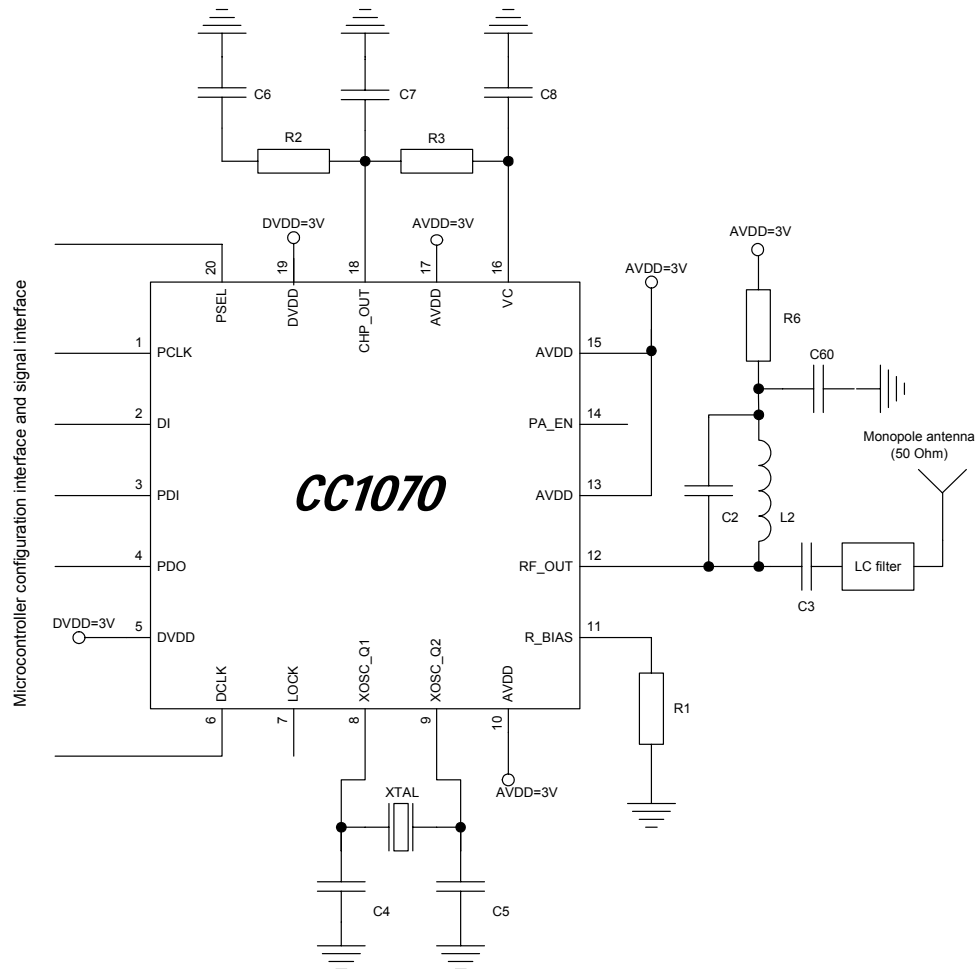 C6
C7
C8
R2
R3
DVDD=3V
AVDD=3V
AVDD=3V
AVDD=3V
20
19
18
17
16
PSEL
DVDD
CHP_OUT
AVDD
VC
R6
C60
Microcontroller configuration interface and signal interface
1
PCLK
AVDD
15
2
DI
PA_EN
14
Monopole antenna
(50 Ohm)
CC1070
3
PDI
AVDD
13
C2
L2
4
PDO
RF_OUT
12
LC filter
C3
DVDD=3V
5
DVDD
R_BIAS
11
DCLK
LOCK
XOSC_Q1
XOSC_Q2
AVDD
6
7
8
9
10
R1
XTAL
AVDD=3V
C4
C5